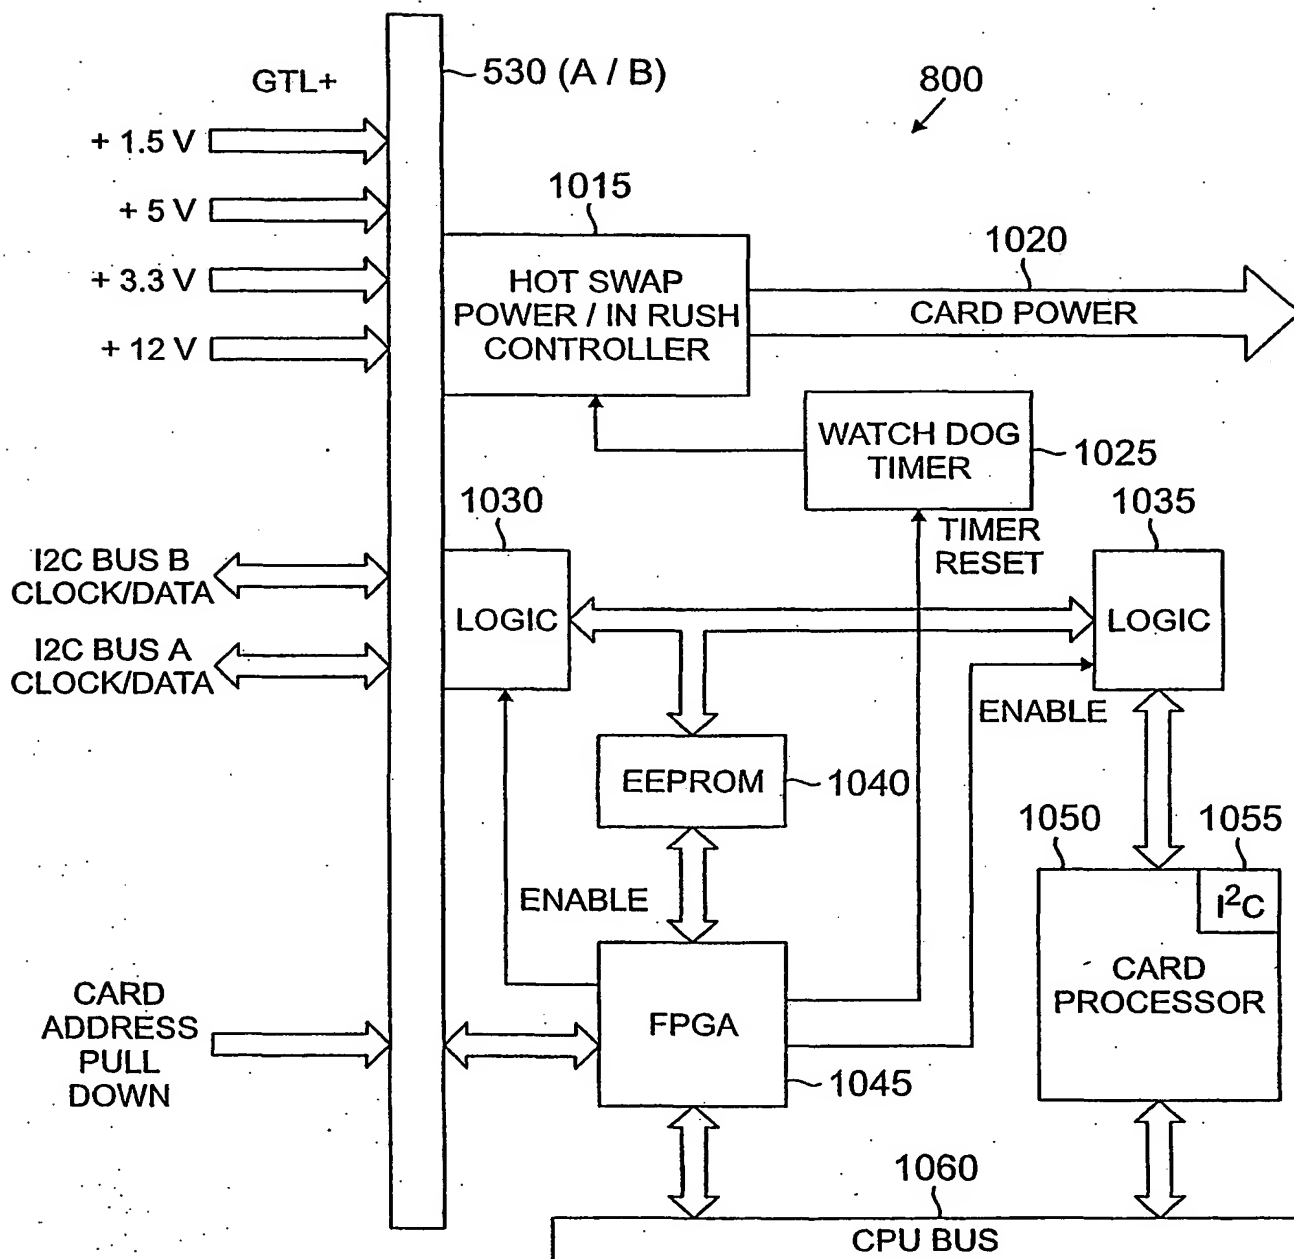 GTL+
530 (A / B)
800
+ 1.5 V
+ 5 V
+ 3.3 V
+ 12 V
1015
HOT SWAP
POWER / IN RUSH
CONTROLLER
1020
CARD POWER
WATCH DOG
TIMER
1025
1030
TIMER
RESET
1035
I2C BUS B
CLOCK/DATA
LOGIC
LOGIC
I2C BUS A
CLOCK/DATA
ENABLE
EEPROM
1040
1050
1055
I²C
ENABLE
CARD
PROCESSOR
CARD
ADDRESS
PULL
DOWN
FPGA
1045
1060
CPU BUS